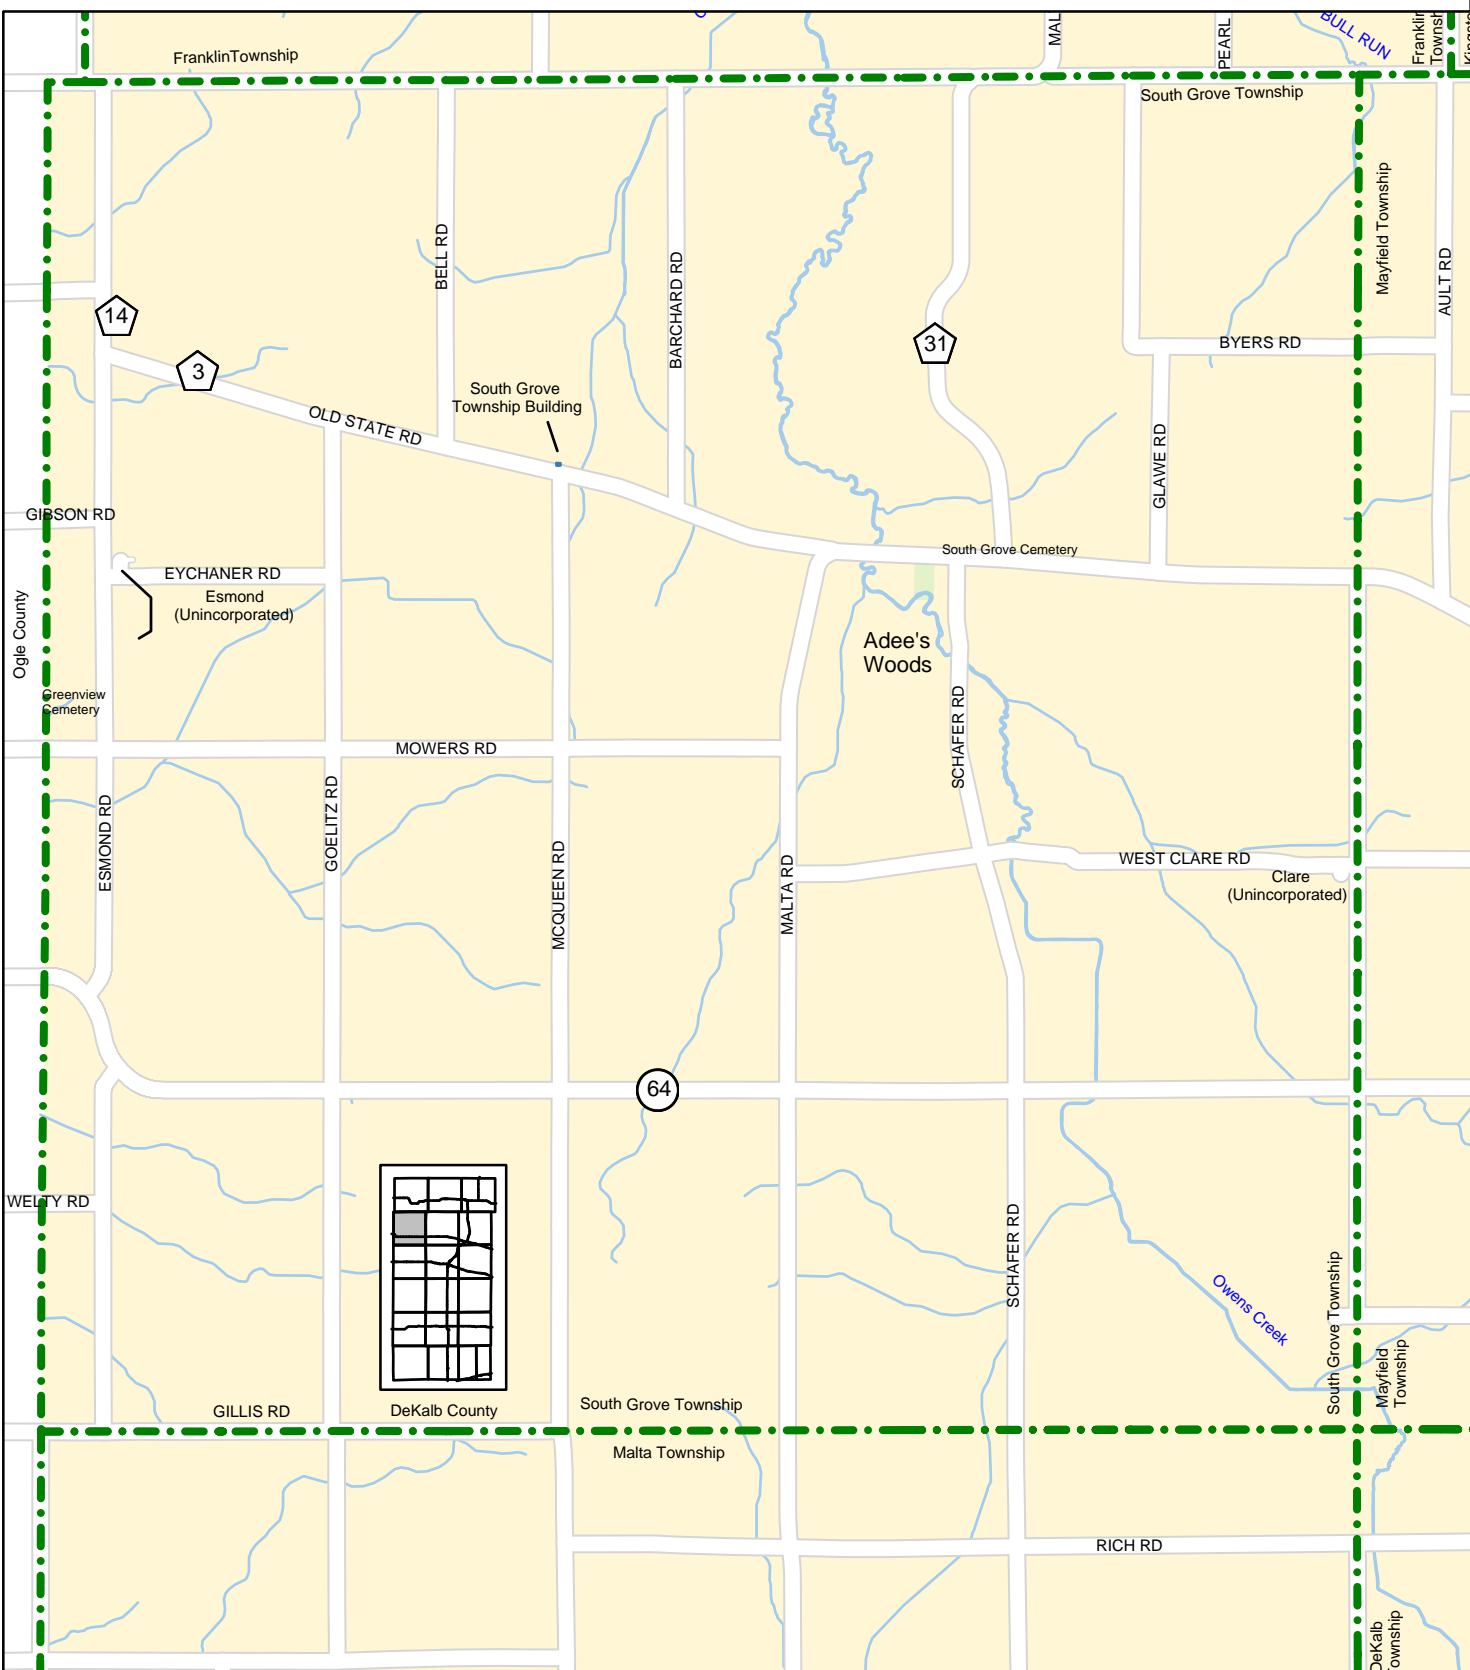 MAL
PEARL
BULL RUN
Franklin
Townsh
FranklinTownship
South Grove Township
Mayfield Township
BELL RD
BARCHARD RD
AULT RD
14
31
3
BYERS RD
South Grove
Township Building
OLD STATE RD
GLAWE RD
GIBSON RD
South Grove Cemetery
EYCHANER RD
Esmond
(Unincorporated)
Ogle County
Adee's
Woods
Greenview
Cemetery
SCHAFER RD
MOWERS RD
ESMOND RD
GOELITZ RD
MCQUEEN RD
MALTA RD
WEST CLARE RD
Clare
(Unincorporated)
64
WELTY RD
SCHAFER RD
Owens Creek
South Grove Township
Mayfield
Township
GILLIS RD
DeKalb County
South Grove Township
Malta Township
RICH RD
DeKalb
ownship